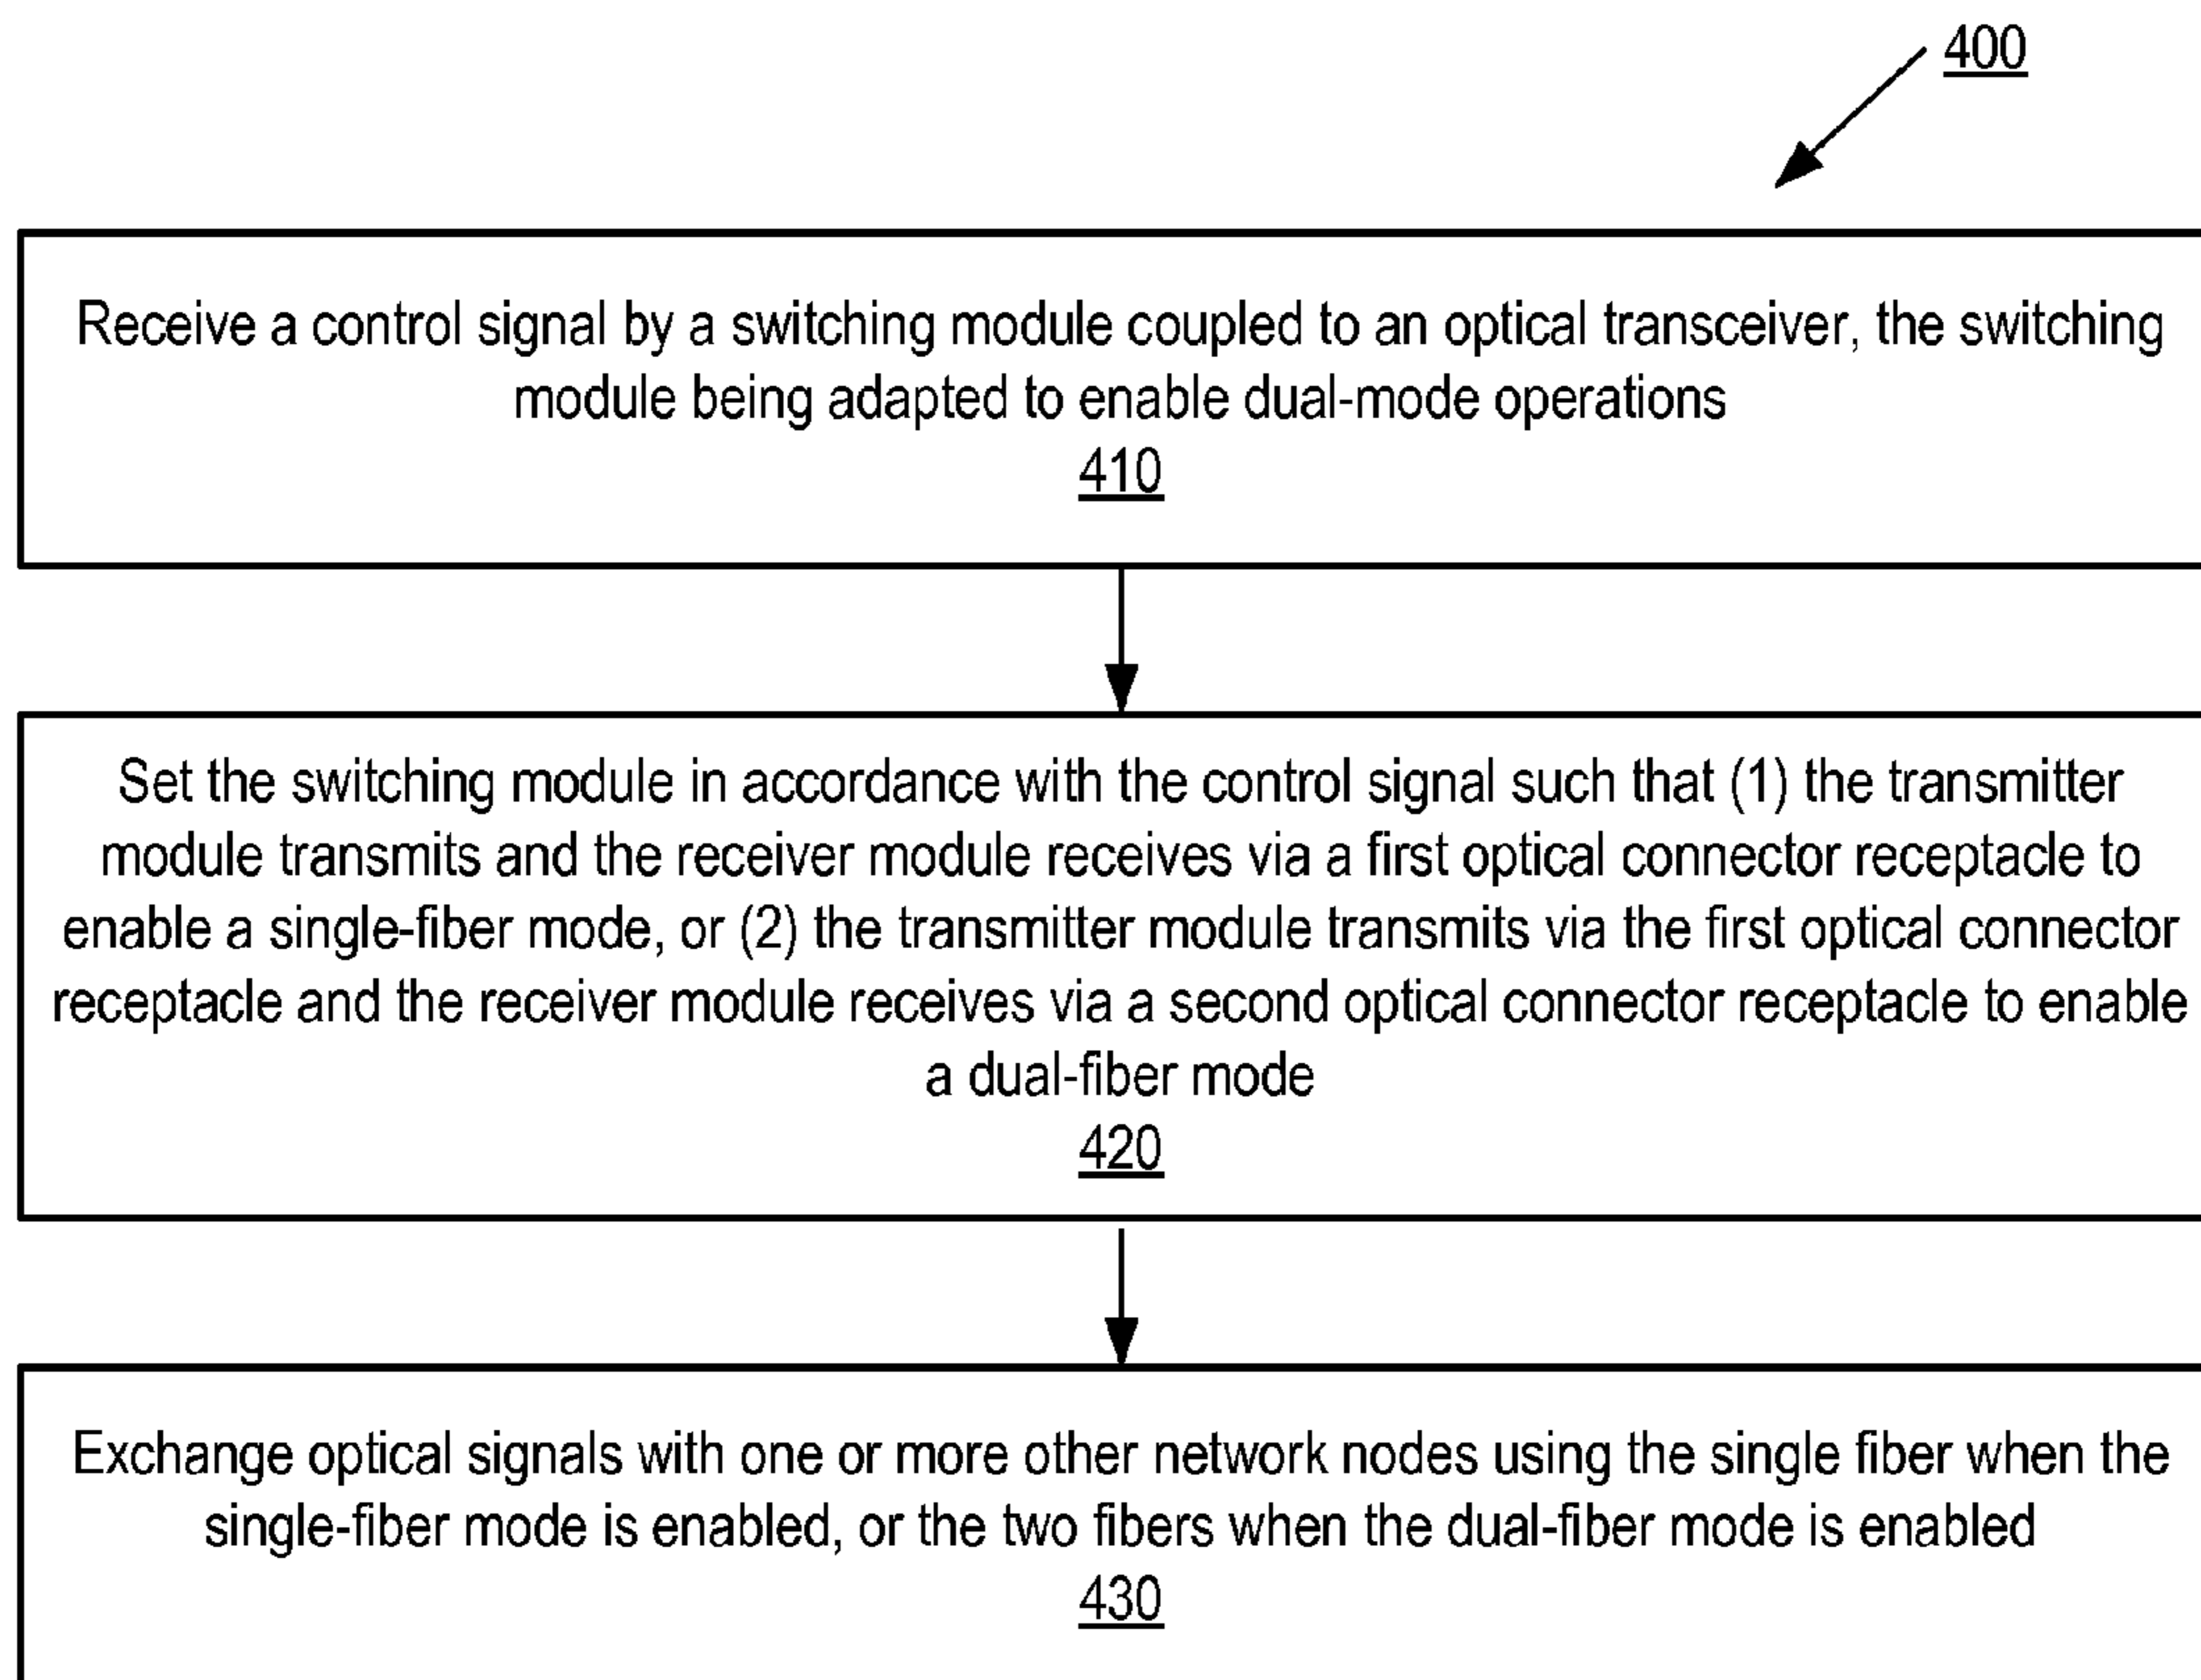 400
Receive a control signal by a switching module coupled to an optical transceiver, the switching
module being adapted to enable dual-mode operations
410
Set the switching module in accordance with the control signal such that (1) the transmitter
module transmits and the receiver module receives via a first optical connector receptacle to
enable a single-fiber mode, or (2) the transmitter module transmits via the first optical connector
receptacle and the receiver module receives via a second optical connector receptacle to enable
a dual-fiber mode
420
Exchange optical signals with one or more other network nodes using the single fiber when the
single-fiber mode is enabled, or the two fibers when the dual-fiber mode is enabled
430